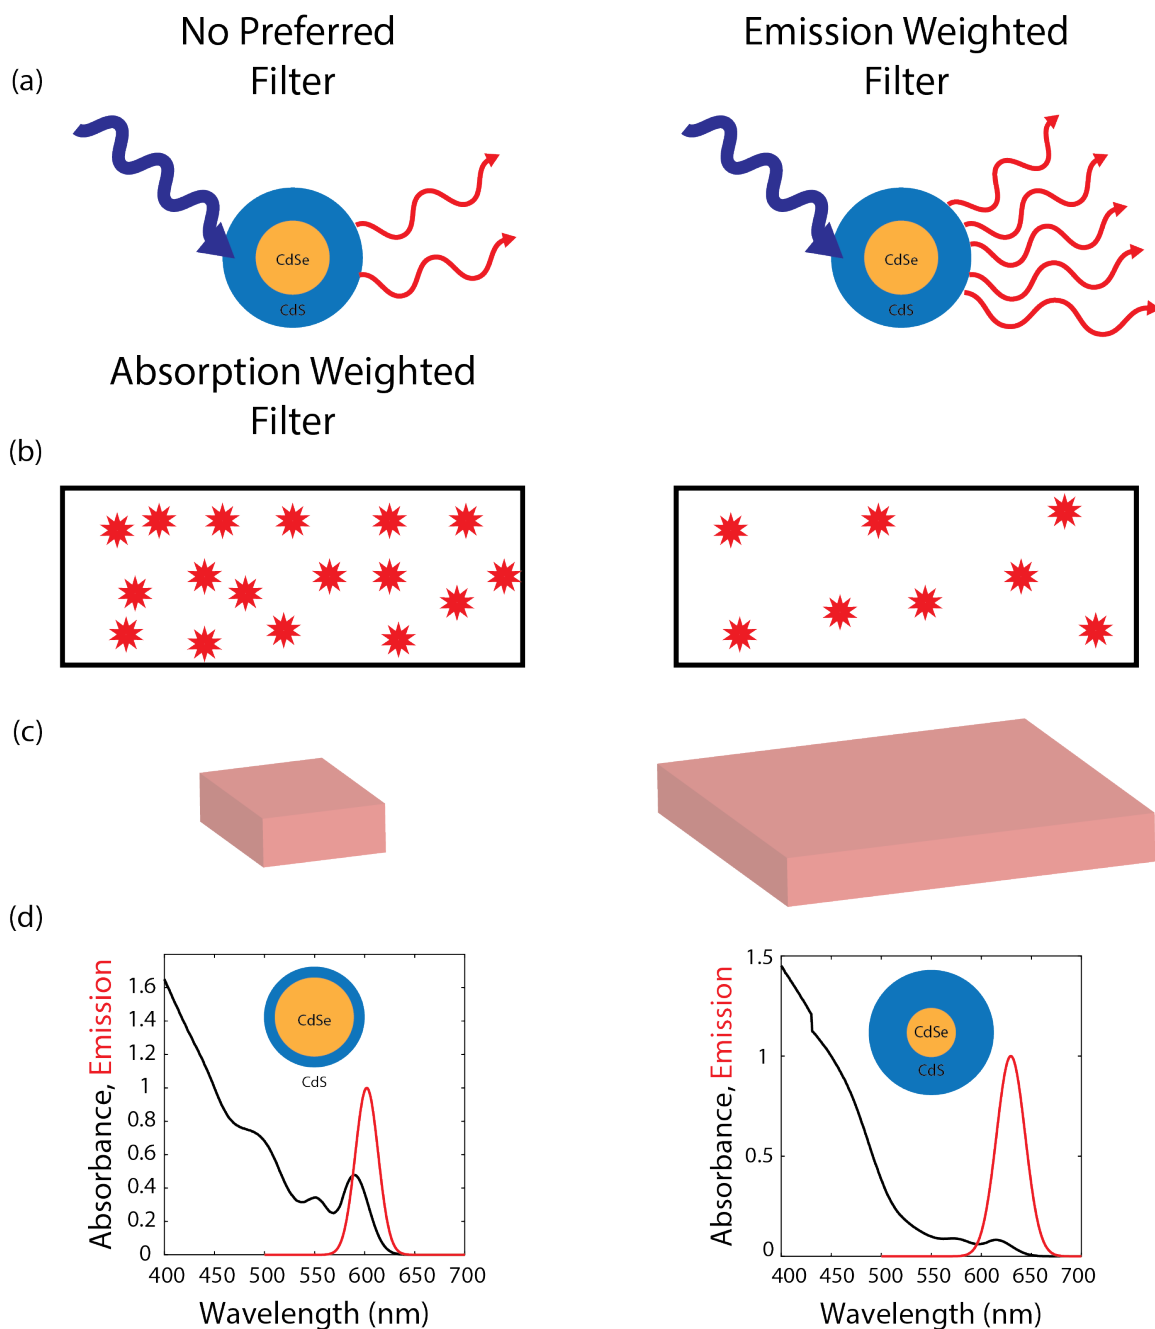 No Preferred
Filter
Emission Weighted
Filter
(a)
CdSe
CdS
CdSe
CdS
Absorption Weighted
Filter
(b)
(c)
(d)
Absorbance, Emission
1.6
1.4
1.2
1
0.8
0.6
0.4
0.2
0
CdSe
CdS
400 450 500 550 600 650 700
Wavelength (nm)
Absorbance, Emission
1.5
1
0.5
0
CdSe
CdS
400 450 500 550 600 650 700
Wavelength (nm)